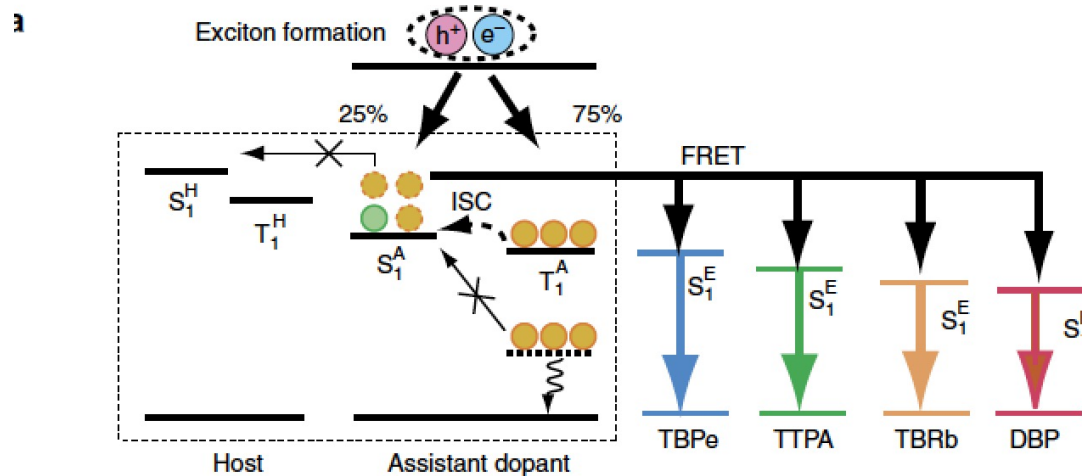 a
Exciton formation
h+ e−
25% 75%
FRET
S1H
T1H
ISC
S1A
T1A
S1E
S1E
S1E
TBPe
TTPA
TBRb
DBP
Host
Assistant dopant